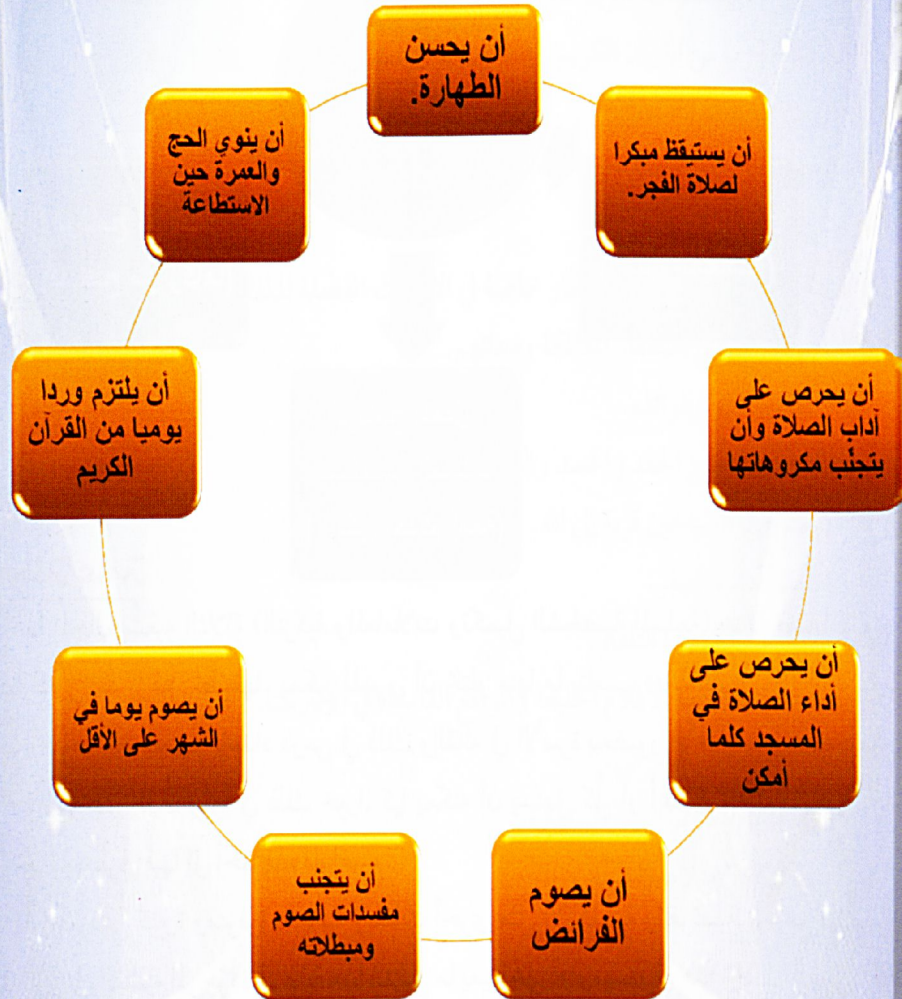 أن يحسن
الطهارة.
أن يستيقظ مبكرا
لصلاة الفجر.
أن يحرص على
آداب الصلاة وأن
يتجنّب مكروهاتها
أن يحرص على
أداء الصلاة في
المسجد كلما
أمكن
أن يصوم
الفرائض
أن يتجنب
مفسدات الصوم
ومبطلاته
أن يصوم يوما في
الشهر على الأقل
أن يلتزم وردا
يوميا من القرآن
الكريم
أن ينوي الحج
والعمرة حين
الاستطاعة